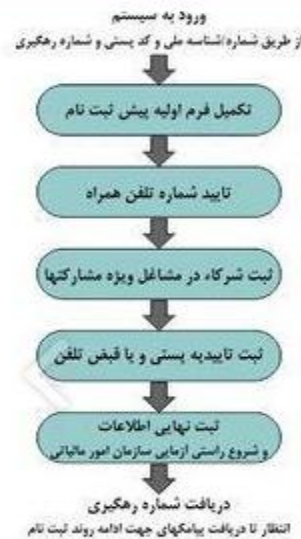 ورود به سیستم
از طریق شماره/شناسه ملی و کد پستی و شماره رهگیری
تکمیل فرم اولیه پیش ثبت نام
تایید شماره تلفن همراه
ثبت شرکاء در مشاغل ویژه مشارکتها
ثبت تاییدیه پستی و یا قبض تلفن
ثبت نهایی اطلاعات
و شروع راستی آزمایی سازمان امور مالیاتی
دریافت شماره رهگیری
انتظار تا دریافت پیامکهای جهت ادامه روند ثبت نام